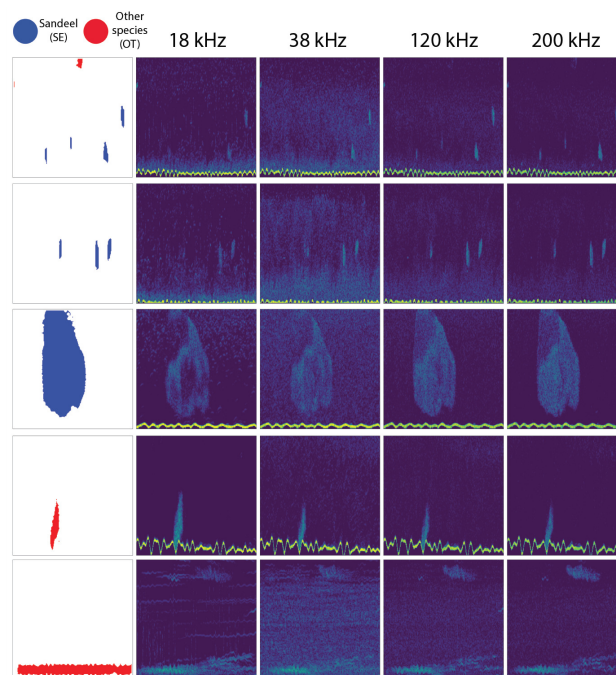 Sandeel
(SE)
Other
species
(OT)
18 kHz
38 kHz
120 kHz
200 kHz